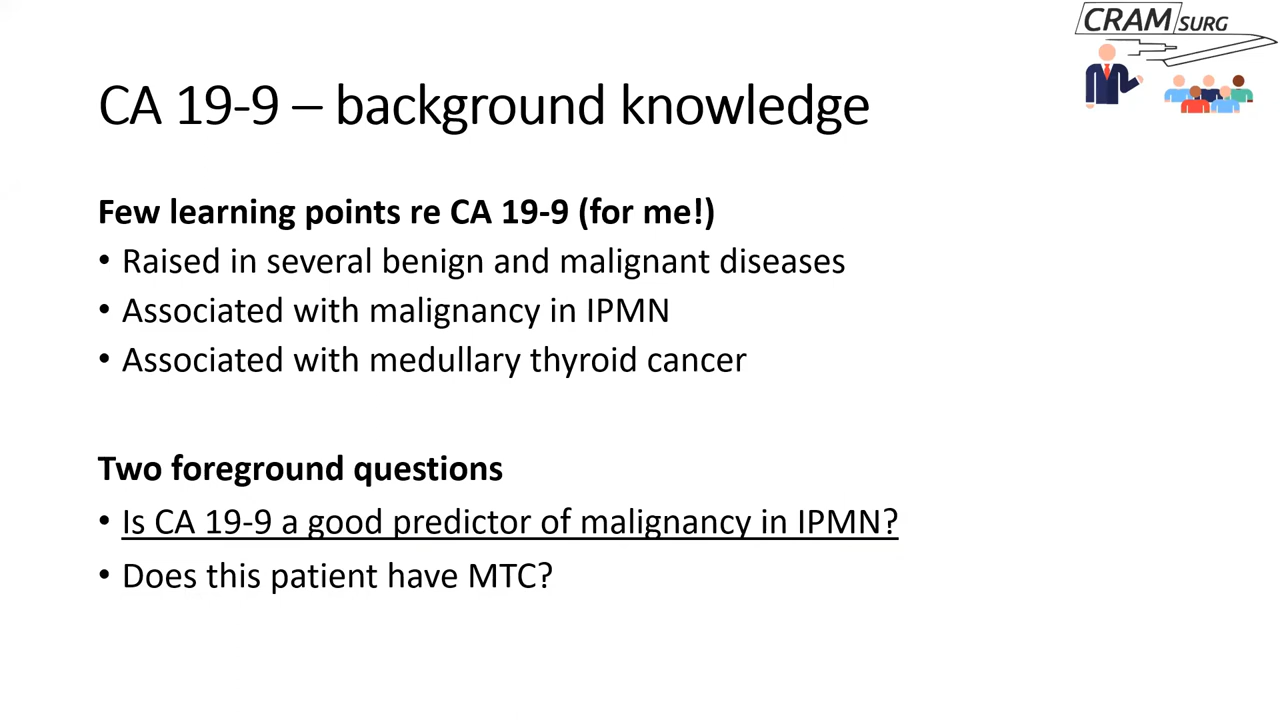 CRAM SURG
CA 19-9 – background knowledge
Few learning points re CA 19-9 (for me!)
• Raised in several benign and malignant diseases
• Associated with malignancy in IPMN
• Associated with medullary thyroid cancer
Two foreground questions
• Is CA 19-9 a good predictor of malignancy in IPMN?
• Does this patient have MTC?